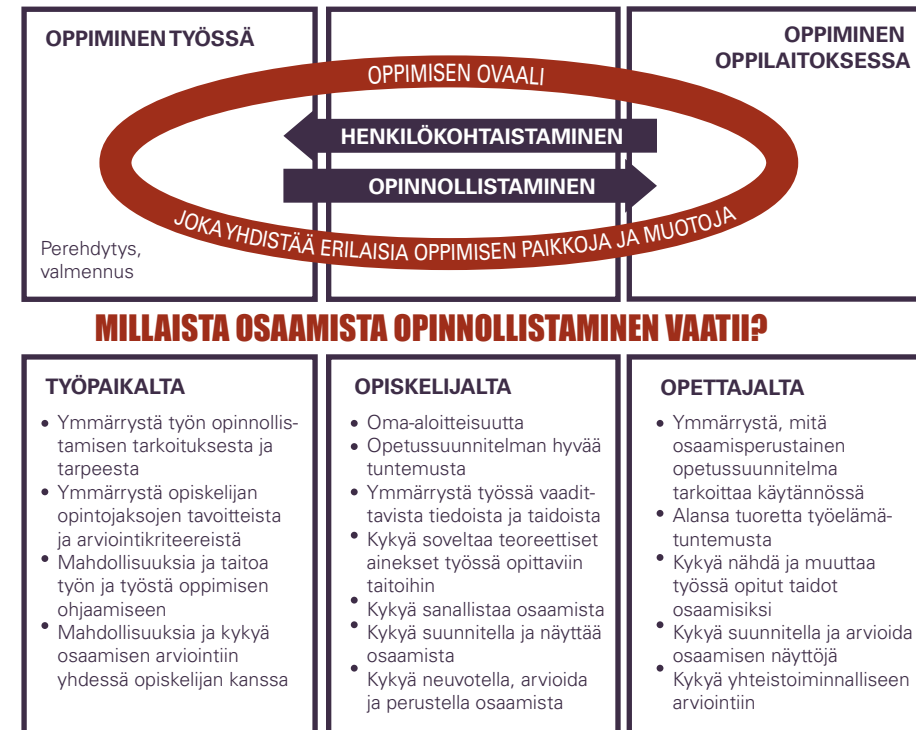 OPPIMINEN TYÖSSÄ
OPPIMINEN
OPPILAITOKSESSA
OPPIMISEN OVAALI
HENKILÖKOHTAISTAMINEN
OPINNOLLISTAMINEN
JOKA YHDISTÄÄ ERILAISIA OPPIMISEN PAIKKOJA JA MUOTOJA
Perehdytys,
valmennus
MILLAISTA OSAAMISTA OPINNOLLISTAMINEN VAATII?
TYÖPAIKALTA
• Ymmärrystä työn opinnollis-
tamisen tarkoituksesta ja
tarpeesta
• Ymmärrystä opiskelijan
opintojaksojen tavoitteista
ja arviointikriteereistä
• Mahdollisuuksia ja taitoa
työn ja työstä oppimisen
ohjaamiseen
• Mahdollisuuksia ja kykyä
osaamisen arviointiin
yhdessä opiskelijan kanssa
OPISKELIJALTA
• Oma-aloitteisuutta
• Opetussuunnitelman hyvää
tuntemusta
• Ymmärrystä työssä vaadit-
tavista tiedoista ja taidoista
• Kykyä soveltaa teoreettiset
ainekset työssä opittaviin
taitoihin
• Kykyä sanallistaa osaamista
• Kykyä suunnitella ja näyttää
osaamista
• Kykyä neuvotella, arvioida
ja perustella osaamista
OPETTAJALTA
• Ymmärrystä, mitä
osaamisperustainen
opetussuunnitelma
tarkoittaa käytännössä
• Alansa tuoretta työelämä-
tuntemusta
• Kykyä nähdä ja muuttaa
työssä opitut taidot
osaamisiksi
• Kykyä suunnitella ja arvioida
osaamisen näyttöjä
• Kykyä yhteistoiminnalliseen
arviointiin